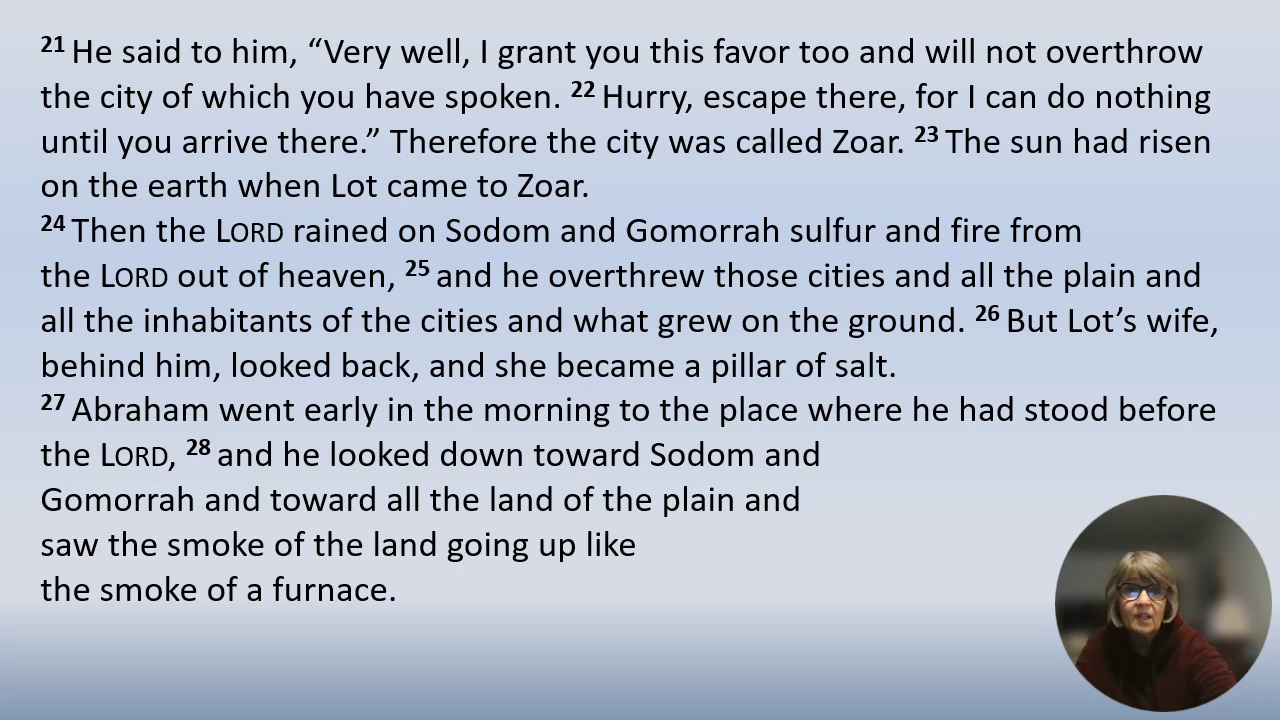 21 He said to him, “Very well, I grant you this favor too and will not overthrow
the city of which you have spoken. 22 Hurry, escape there, for I can do nothing
until you arrive there.” Therefore the city was called Zoar. 23 The sun had risen
on the earth when Lot came to Zoar.
24 Then the LORD rained on Sodom and Gomorrah sulfur and fire from
the LORD out of heaven, 25 and he overthrew those cities and all the plain and
all the inhabitants of the cities and what grew on the ground. 26 But Lot’s wife,
behind him, looked back, and she became a pillar of salt.
27 Abraham went early in the morning to the place where he had stood before
the LORD, 28 and he looked down toward Sodom and
Gomorrah and toward all the land of the plain and
saw the smoke of the land going up like
the smoke of a furnace.